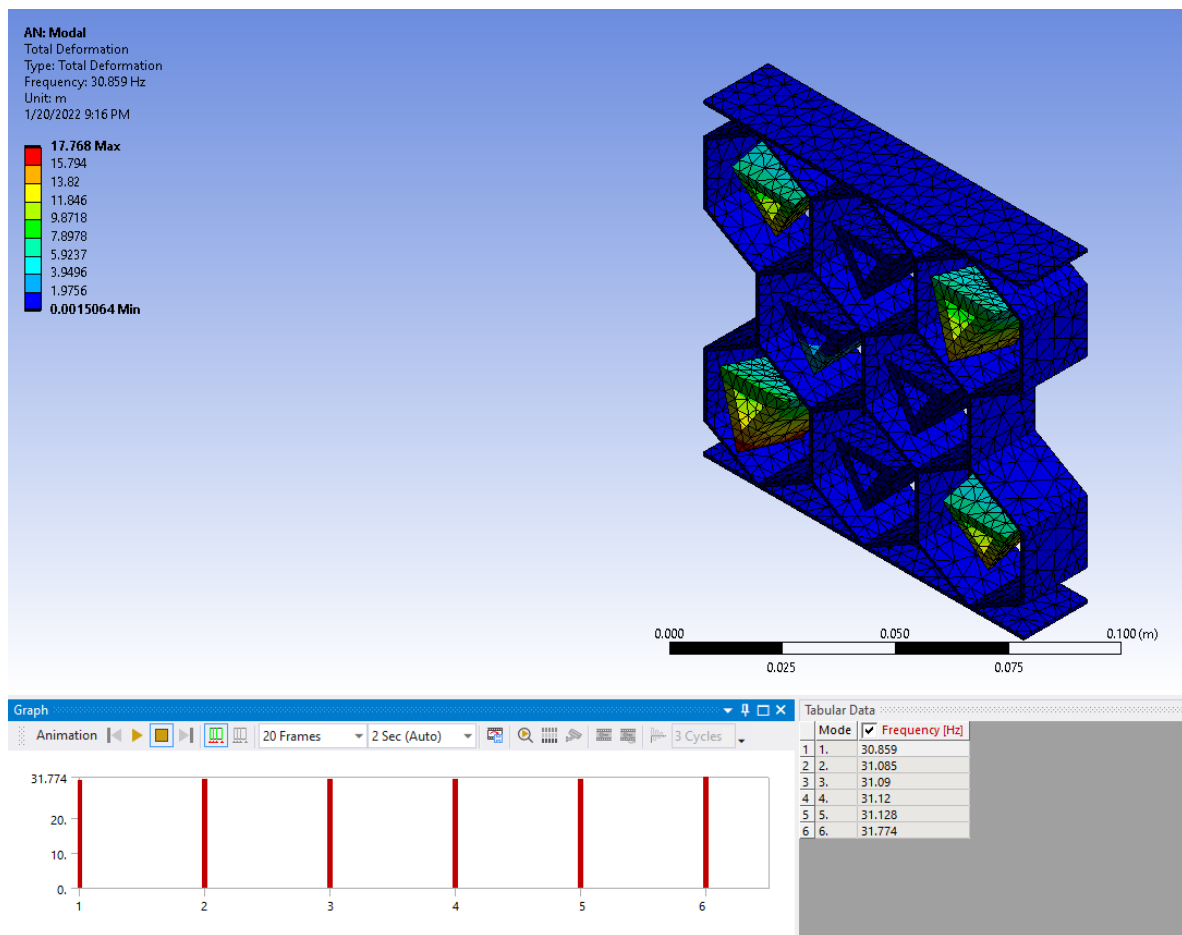 AN: Modal
Total Deformation
Type: Total Deformation
Frequency: 30.859 Hz
Unit: m
1/20/2022 9:16 PM
17.768 Max
15.794
13.82
11.846
9.8718
7.8978
5.9237
3.9496
1.9756
0.0015064 Min
0.000
0.050
0.100 (m)
0.025
0.075
Graph
Animation 20 Frames 2 Sec (Auto) 3 Cycles
31.774
20.
10.
0.
1 2 3 4 5 6
Tabular Data
Mode Frequency [Hz]
1 1. 30.859
2 2. 31.085
3 3. 31.09
4 4. 31.12
5 5. 31.128
6 6. 31.774